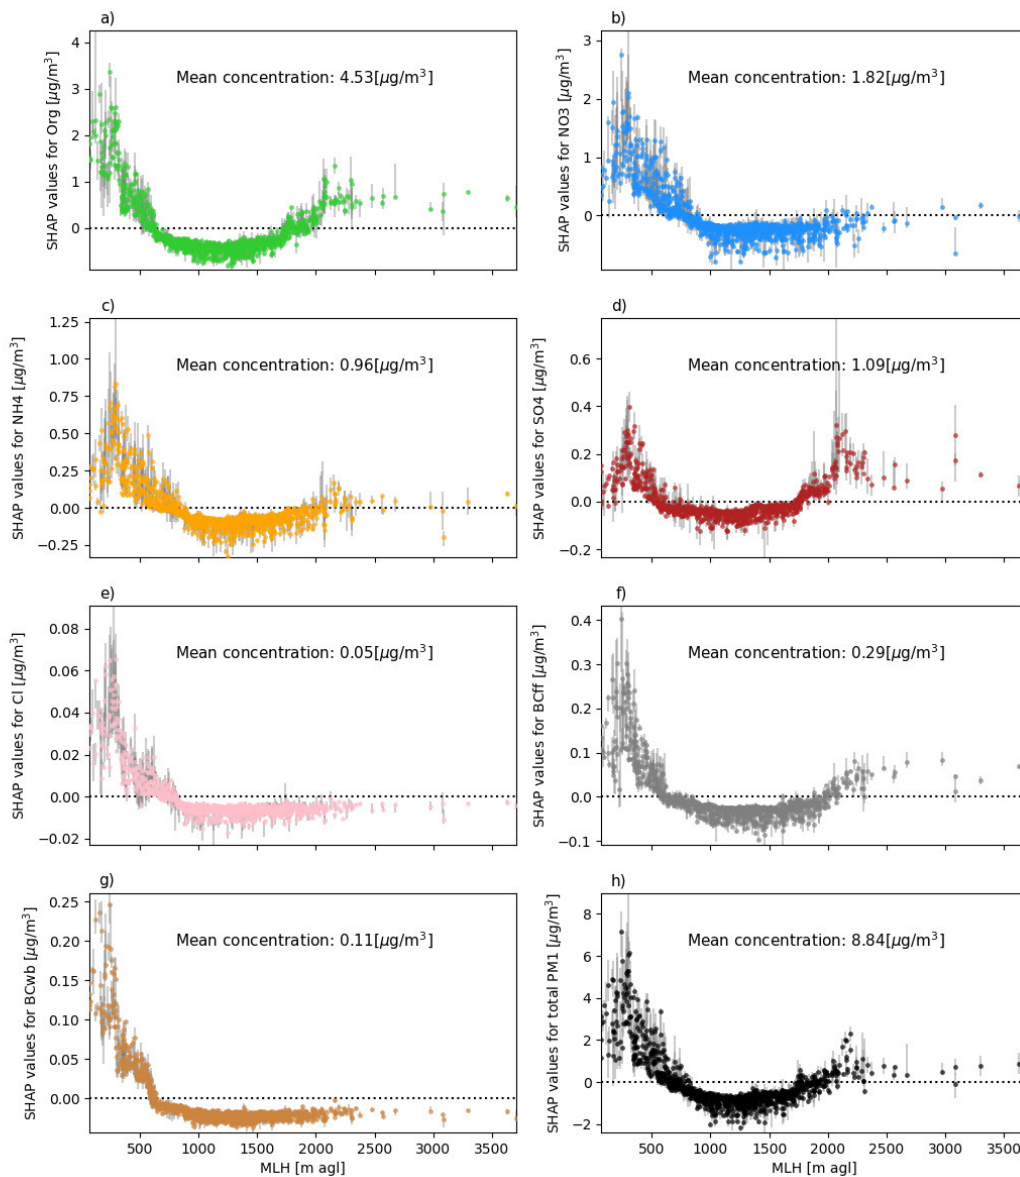 a)
SHAP values for Org [μg/m³]
4
3
2
1
0
Mean concentration: 4.53[μg/m³]
b)
SHAP values for NO3 [μg/m³]
3
2
1
0
Mean concentration: 1.82[μg/m³]
c)
SHAP values for NH4 [μg/m³]
1.25
1.00
0.75
0.50
0.25
0.00
−0.25
Mean concentration: 0.96[μg/m³]
d)
SHAP values for SO4 [μg/m³]
0.6
0.4
0.2
0.0
−0.2
Mean concentration: 1.09[μg/m³]
e)
SHAP values for Cl [μg/m³]
0.08
0.06
0.04
0.02
0.00
−0.02
Mean concentration: 0.05[μg/m³]
f)
SHAP values for BCff [μg/m³]
0.4
0.3
0.2
0.1
0.0
−0.1
Mean concentration: 0.29[μg/m³]
g)
SHAP values for BCwb [μg/m³]
0.25
0.20
0.15
0.10
0.05
0.00
Mean concentration: 0.11[μg/m³]
500 1000 1500 2000 2500 3000 3500
MLH [m agl]
h)
SHAP values for total PM1 [μg/m³]
8
6
4
2
0
−2
Mean concentration: 8.84[μg/m³]
500 1000 1500 2000 2500 3000 3500
MLH [m agl]